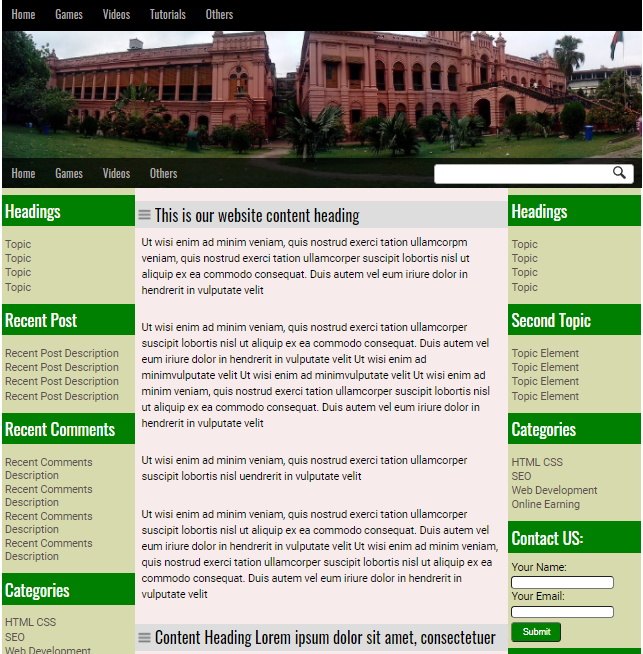 Home Games Videos Tutorials Others
Home Games Videos Others
Headings
Topic
Topic
Topic
Topic
Recent Post
Recent Post Description
Recent Post Description
Recent Post Description
Recent Post Description
Recent Comments
Recent Comments
Description
Recent Comments
Description
Recent Comments
Description
Recent Comments
Description
Categories
HTML CSS
SEO
Web Development
This is our website content heading
Ut wisi enim ad minim veniam, quis nostrud exerci tation ullamcorpm
veniam, quis nostrud exerci tation ullamcorper suscipit lobortis nisl ut
aliquip ex ea commodo consequat. Duis autem vel eum iriure dolor in
hendrerit in vulputate velit
Ut wisi enim ad minim veniam, quis nostrud exerci tation ullamcorper
suscipit lobortis nisl ut aliquip ex ea commodo consequat. Duis autem vel
eum iriure dolor in hendrerit in vulputate velit Ut wisi enim ad
minimvulputate velit Ut wisi enim ad minimvulputate velit Ut wisi enim ad
minim veniam, quis nostrud exerci tation ullamcorper suscipit lobortis nisl
ut aliquip ex ea commodo consequat. Duis autem vel eum iriure dolor in
hendrerit in vulputate velit
Ut wisi enim ad minim veniam, quis nostrud exerci tation ullamcorper
suscipit lobortis nisl uendrerit in vulputate velit
Ut wisi enim ad minim veniam, quis nostrud exerci tation ullamcorper
suscipit lobortis nisl ut aliquip ex ea commodo consequat. Duis autem vel
eum iriure dolor in hendrerit in vulputate velit Ut wisi enim ad minim veniam,
quis nostrud exerci tation ullamcorper suscipit lobortis nisl ut aliquip ex ea
commodo consequat. Duis autem vel eum iriure dolor in hendrerit in
vulputate velit
Content Heading Lorem ipsum dolor sit amet, consectetuer
Headings
Topic
Topic
Topic
Topic
Second Topic
Topic Element
Topic Element
Topic Element
Topic Element
Categories
HTML CSS
SEO
Web Development
Online Earning
Contact US:
Your Name:
Your Email:
Submit